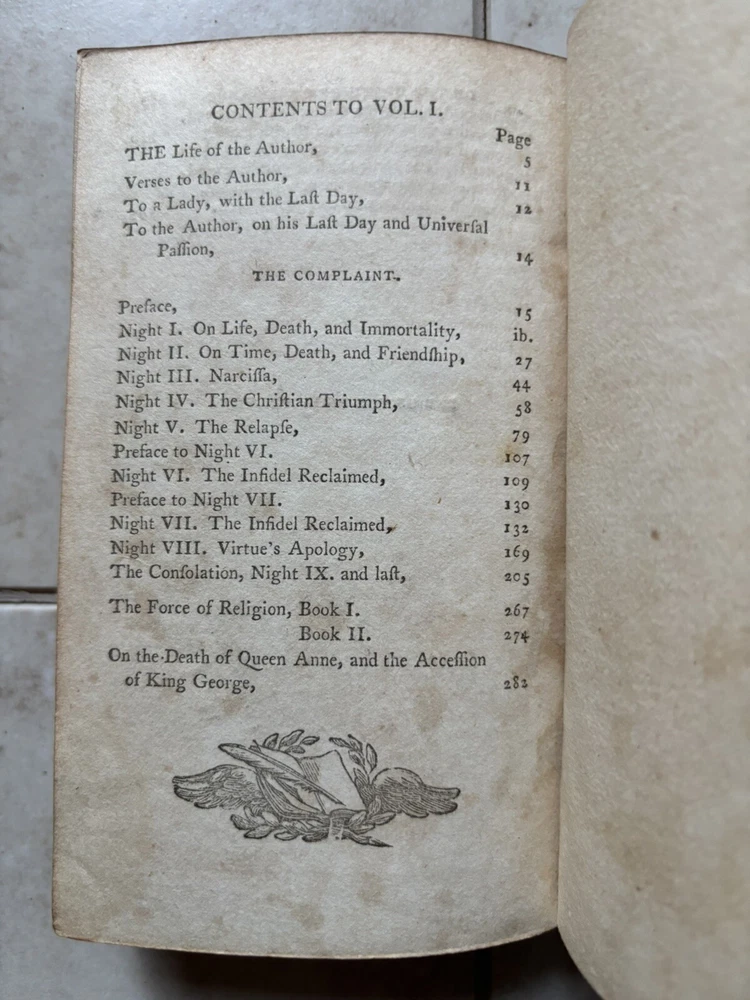 CONTENTS TO VOL. I.
Page
THE Life of the Author, 5
Verses to the Author, 11
To a Lady, with the Laſt Day, 12
To the Author, on his Laſt Day and Univerſal
Paſſion, 14
THE COMPLAINT.
Preface, 15
Night I. On Life, Death, and Immortality, ib.
Night II. On Time, Death, and Friendſhip, 27
Night III. Narciſſa, 44
Night IV. The Chriſtian Triumph, 58
Night V. The Relapſe, 79
Preface to Night VI. 107
Night VI. The Infidel Reclaimed, 109
Preface to Night VII. 130
Night VII. The Infidel Reclaimed, 132
Night VIII. Virtue's Apology, 169
The Conſolation, Night IX. and laſt, 205
The Force of Religion, Book I. 267
Book II. 274
On the Death of Queen Anne, and the Acceſſion
of King George, 282